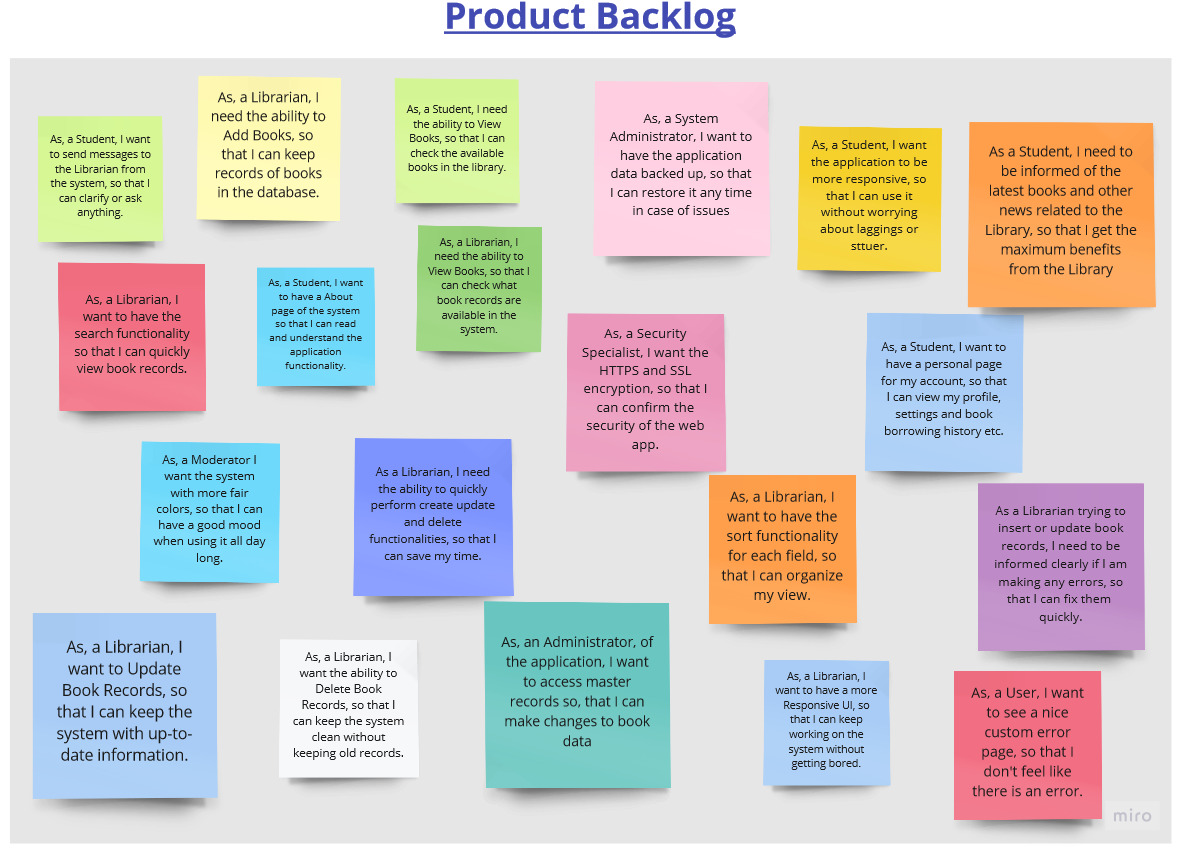 Product Backlog
As, a Student, I want
to send messages to
the Librarian from
the system, so that I
can clarify or ask
anything.
As, a Librarian, I
need the ability to
Add Books, so
that I can keep
records of books
in the database.
As, a Student, I need
the ability to View
Books, so that I can
check the available
books in the library.
As, a System
Administrator, I want to
have the application
data backed up, so that
I can restore it any time
in case of issues
As, a Student, I want
the application to be
more responsive, so
that I can use it
without worrying
about laggings or
sttuer.
As a Student, I need to
be informed of the
latest books and other
news related to the
Library, so that I get the
maximum benefits
from the Library
As, a Librarian, I
want to have the
search functionality
so that I can quickly
view book records.
As, a Student, I want
to have a About
page of the system
so that I can read
and understand the
application
functionality.
As, a Librarian, I
need the ability to
View Books, so that I
can check what
book records are
available in the
system.
As, a Security
Specialist, I want the
HTTPS and SSL
encryption, so that I
can confirm the
security of the web
app.
As, a Student, I want to
have a personal page
for my account, so that
I can view my profile,
settings and book
borrowing history etc.
As, a Moderator I
want the system
with more fair
colors, so that I can
have a good mood
when using it all day
long.
As a Librarian, I need
the ability to quickly
perform create update
and delete
functionalities, so that I
can save my time.
As, a Librarian, I
want to have the
sort functionality
for each field, so
that I can organize
my view.
As a Librarian trying to
insert or update book
records, I need to be
informed clearly if I am
making any errors, so
that I can fix them
quickly.
As, a Librarian, I
want to Update
Book Records, so
that I can keep the
system with up-to-
date information.
As, a Librarian, I
want the ability to
Delete Book
Records, so that I
can keep the system
clean without
keeping old records.
As, an Administrator, of
the application, I want
to access master
records so, that I can
make changes to book
data
As, a Librarian, I
want to have a more
Responsive UI, so
that I can keep
working on the
system without
getting bored.
As, a User, I want
to see a nice
custom error
page, so that I
don't feel like
there is an error.
miro